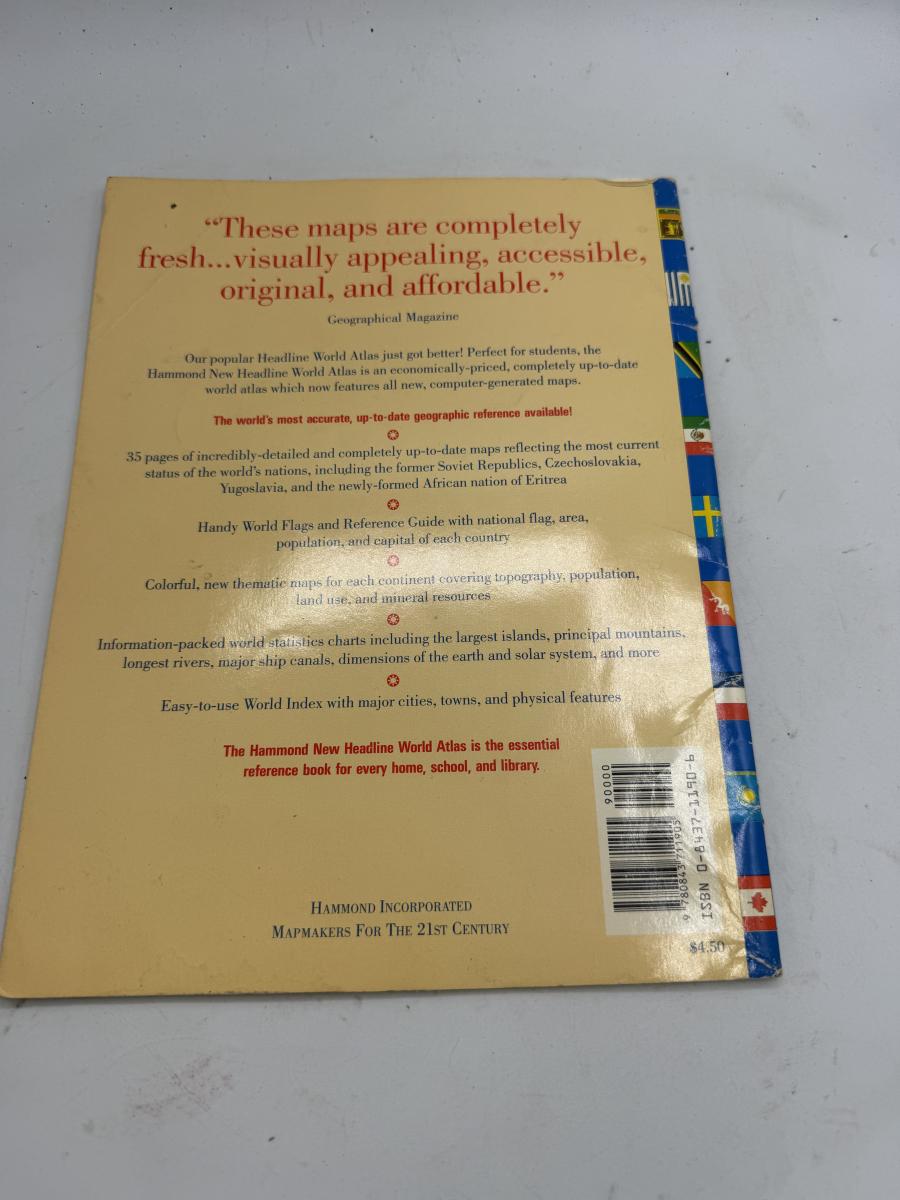 “These maps are completely
fresh...visually appealing, accessible,
original, and affordable.”
Geographical Magazine
Our popular Headline World Atlas just got better! Perfect for students, the
Hammond New Headline World Atlas is an economically-priced, completely up-to-date
world atlas which now features all new, computer-generated maps.
The world's most accurate, up-to-date geographic reference available!
35 pages of incredibly-detailed and completely up-to-date maps reflecting the most current
status of the world's nations, including the former Soviet Republics, Czechoslovakia,
Yugoslavia, and the newly-formed African nation of Eritrea
Handy World Flags and Reference Guide with national flag, area,
population, and capital of each country
Colorful, new thematic maps for each continent covering topography, population,
land use, and mineral resources
Information-packed world statistics charts including the largest islands, principal mountains,
longest rivers, major ship canals, dimensions of the earth and solar system, and more
Easy-to-use World Index with major cities, towns, and physical features
The Hammond New Headline World Atlas is the essential
reference book for every home, school, and library.
90000
9 780843 711905
ISBN 0-8437-1190-6
HAMMOND INCORPORATED
MAPMAKERS FOR THE 21ST CENTURY
$4.50